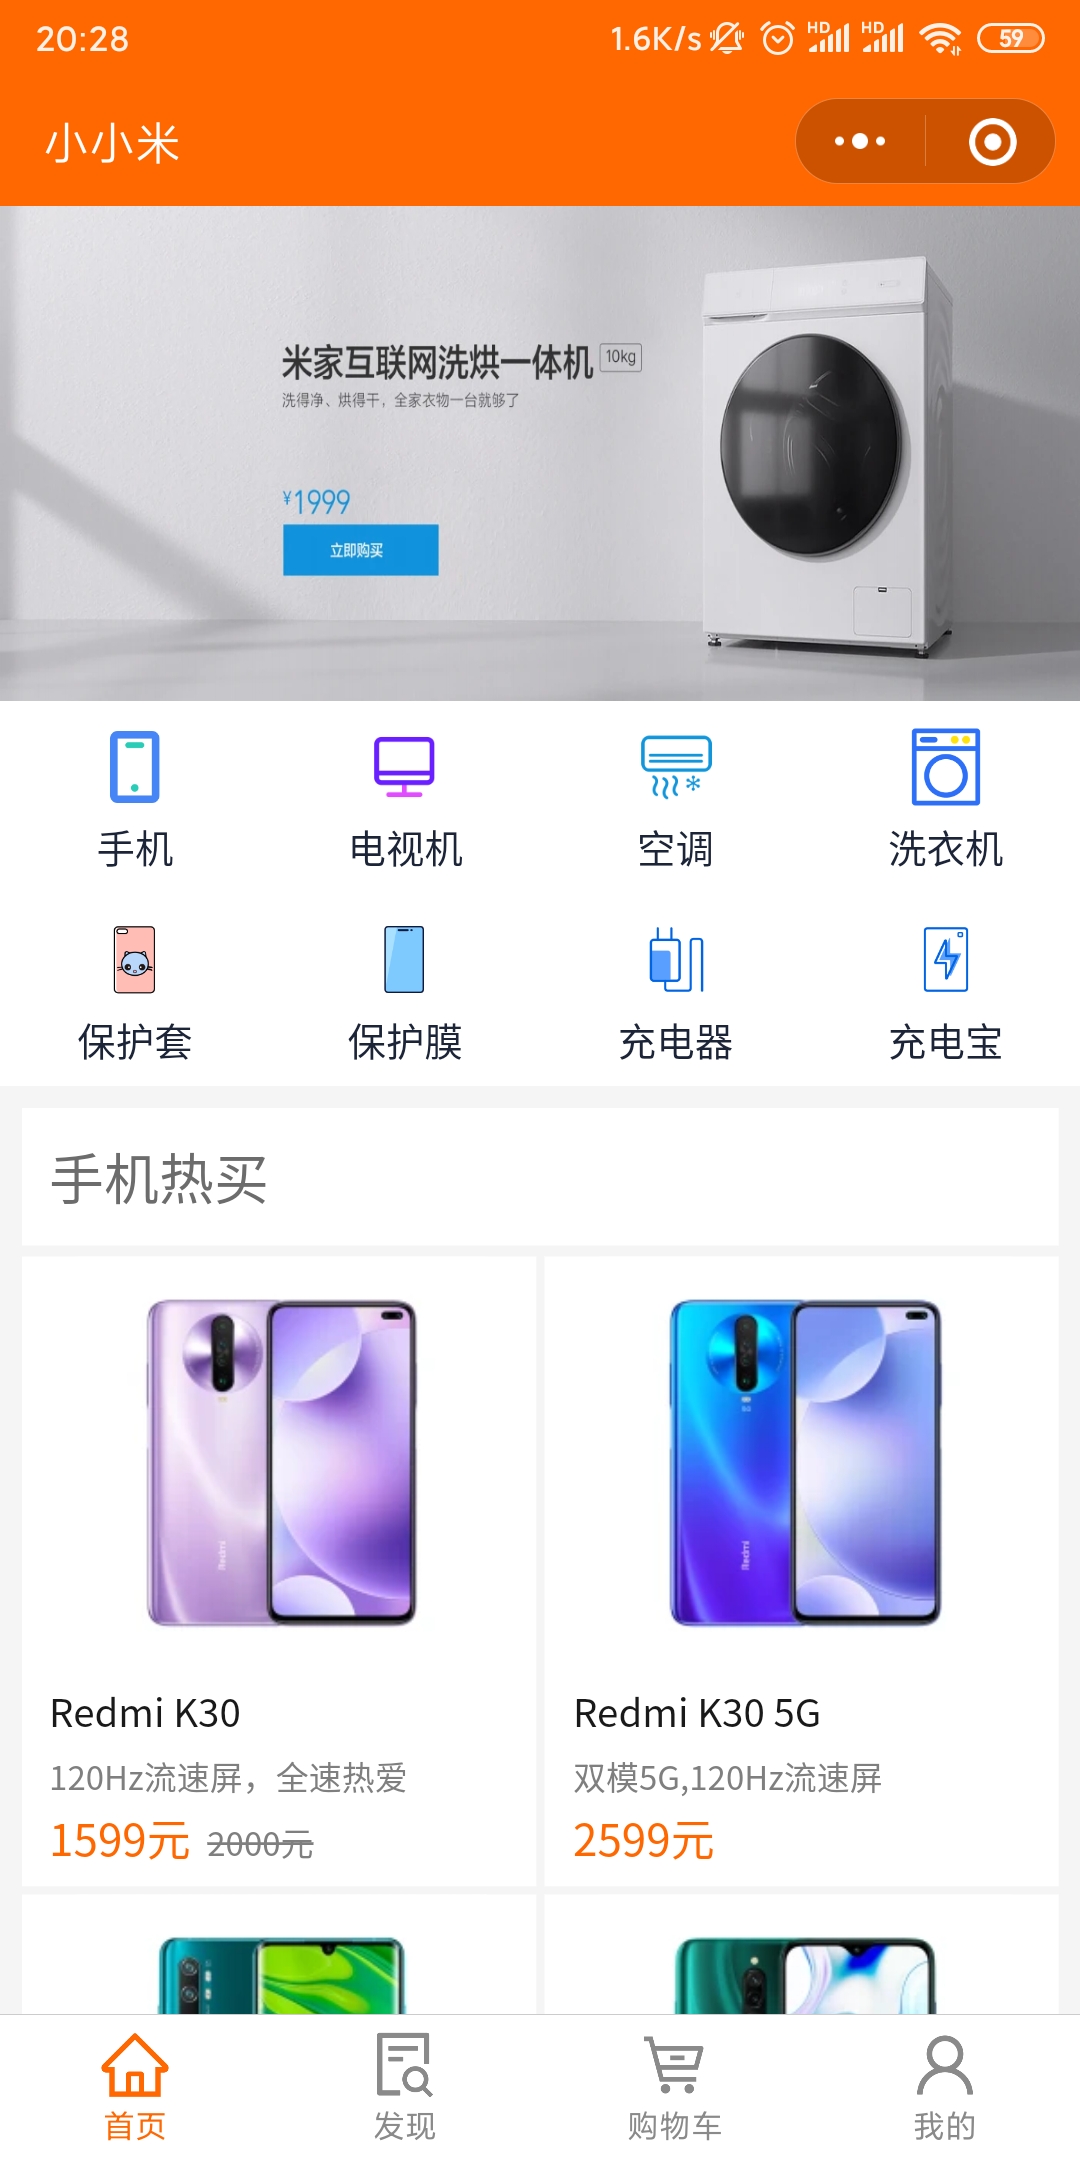 20:28 1.6K/s HD HD 59
小小米
米家互联网洗烘一体机 10kg
洗得净、烘得干，全家衣物一台就够了
¥1999
立即购买
手机 电视机 空调 洗衣机
保护套 保护膜 充电器 充电宝
手机热买
Redmi Redmi
Redmi K30 Redmi K30 5G
120Hz流速屏，全速热爱 双模5G,120Hz流速屏
1599元 2000元 2599元
首页 发现 购物车 我的